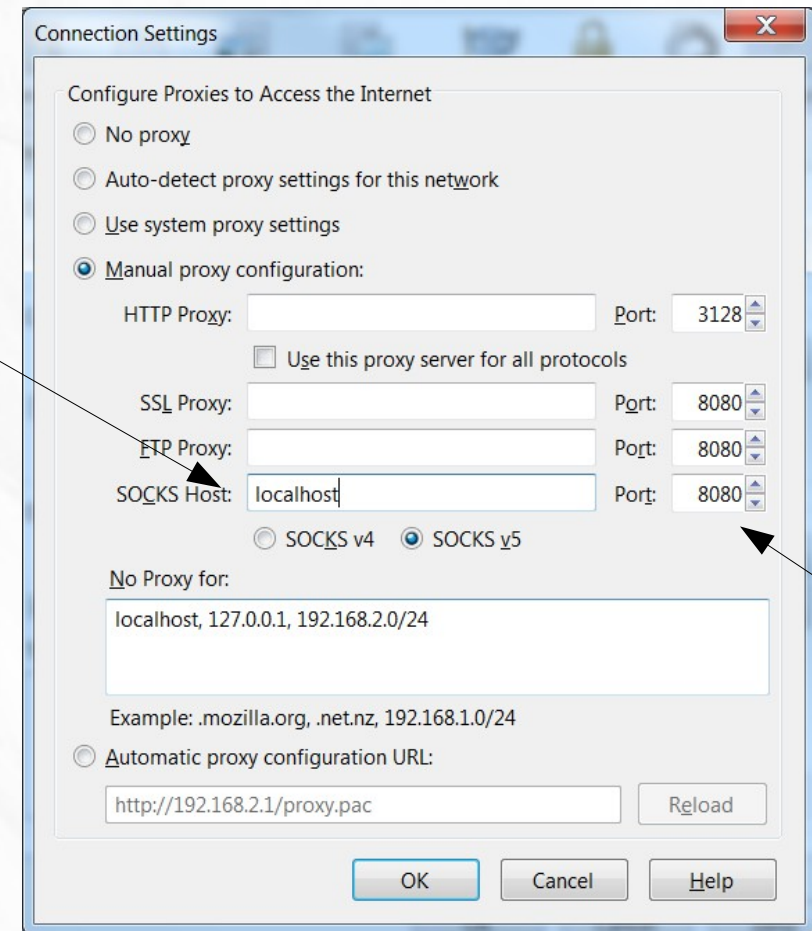 Connection Settings
Configure Proxies to Access the Internet
No proxy
Auto-detect proxy settings for this network
Use system proxy settings
Manual proxy configuration:
HTTP Proxy: Port: 3128
Use this proxy server for all protocols
SSL Proxy: Port: 8080
FTP Proxy: Port: 8080
SOCKS Host: localhost Port: 8080
SOCKS v4 SOCKS v5
No Proxy for:
localhost, 127.0.0.1, 192.168.2.0/24
Example: .mozilla.org, .net.nz, 192.168.1.0/24
Automatic proxy configuration URL:
http://192.168.2.1/proxy.pac Reload
OK Cancel Help